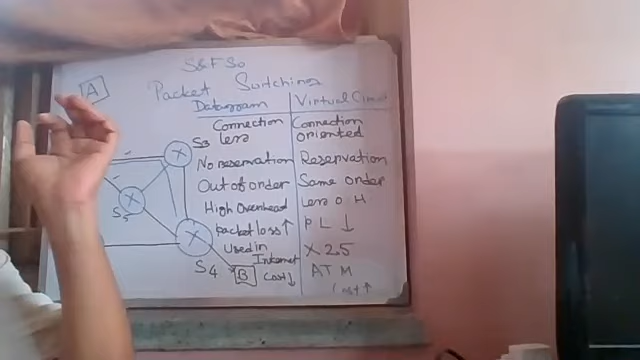 S&F
Packet Switching
A
Datagram Virtual Circuit
Connection less Connection oriented
S3
No reservation Reservation
Out of order Same order
High Overhead Less O.H
S5
packet loss ↑ P L ↓
Used in Internet X 25
S4
B
Cost ↓ ATM
Cost ↑